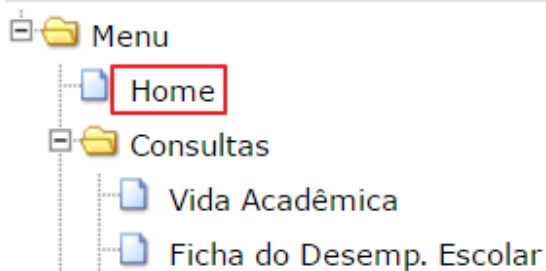 Menu
Home
Consultas
Vida Acadêmica
Ficha do Desemp. Escolar